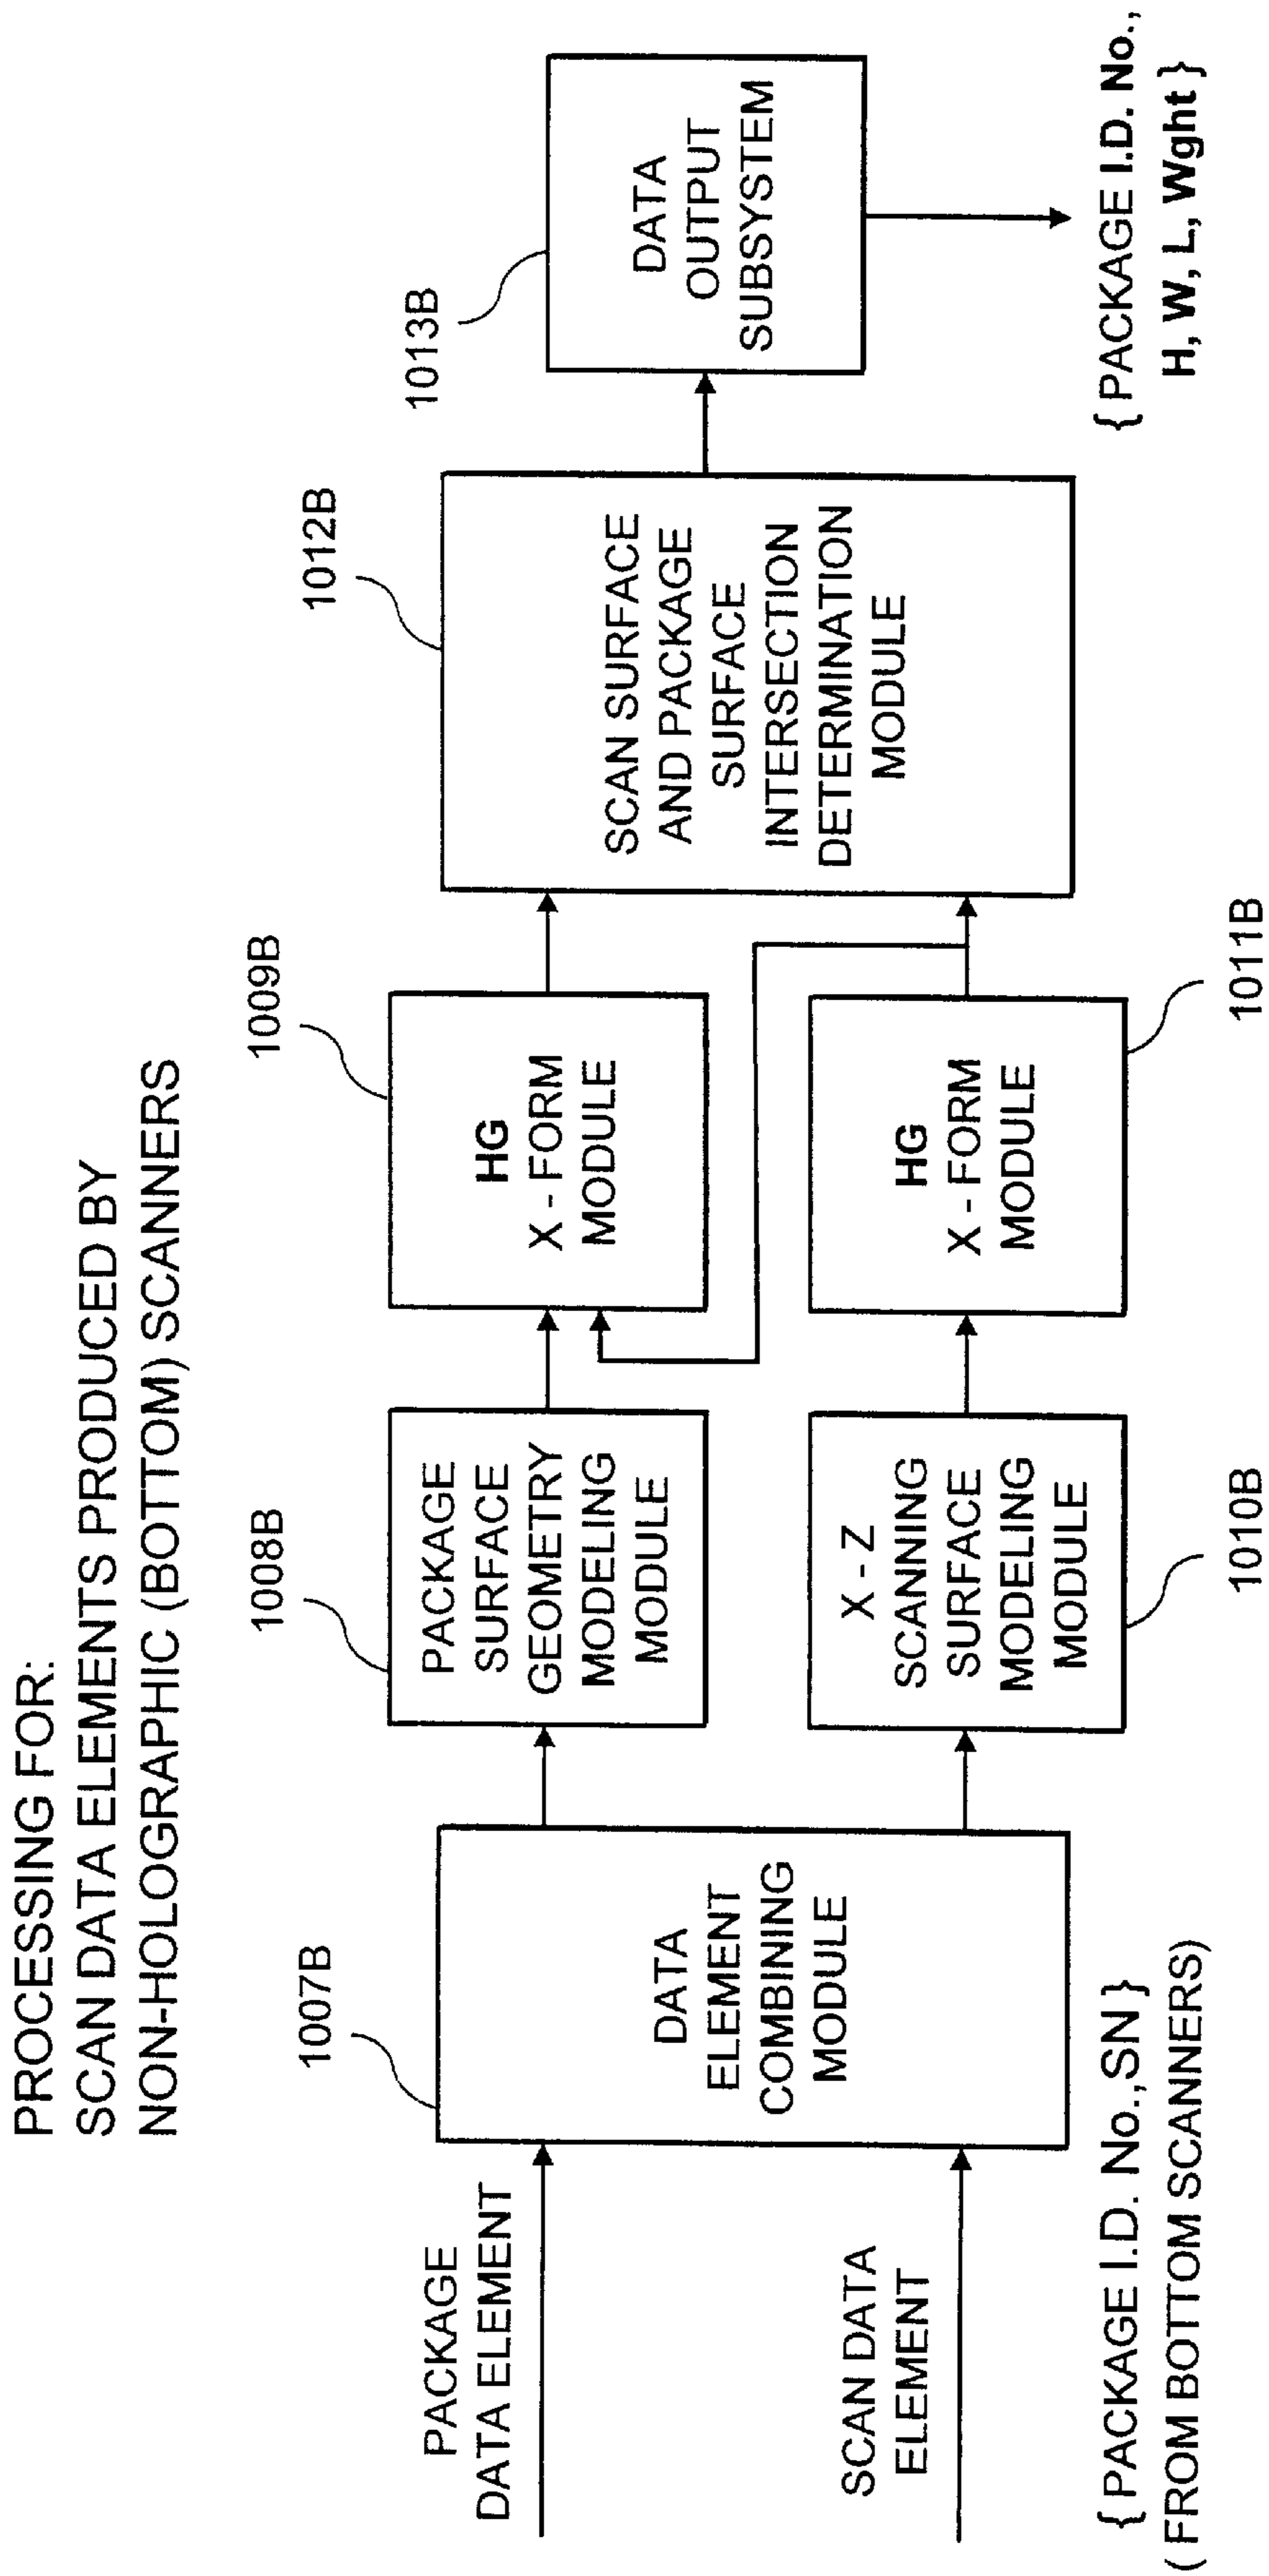 PROCESSING FOR:
SCAN DATA ELEMENTS PRODUCED BY
NON-HOLOGRAPHIC (BOTTOM) SCANNERS
PACKAGE
DATA ELEMENT
SCAN DATA
ELEMENT
{ PACKAGE I.D. No.,SN }
( FROM BOTTOM SCANNERS)
1007B
DATA
ELEMENT
COMBINING
MODULE
1008B
PACKAGE
SURFACE
GEOMETRY
MODELING
MODULE
X - Z
SCANNING
SURFACE
MODELING
MODULE
1010B
1009B
HG
X - FORM
MODULE
HG
X - FORM
MODULE
1011B
1012B
SCAN SURFACE
AND PACKAGE
SURFACE
INTERSECTION
DETERMINATION
MODULE
1013B
DATA
OUTPUT
SUBSYSTEM
{ PACKAGE I.D. No.,
H, W, L, Wght }